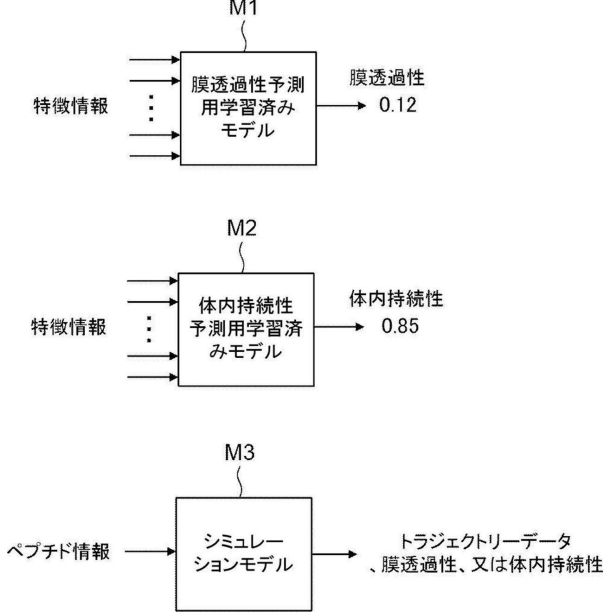 M1
特徴情報
膜透過性予測
用学習済み
モデル
膜透過性
0.12
M2
特徴情報
体内持続性
予測用学習済
みモデル
体内持続性
0.85
M3
ペプチド情報
シミュレー
ションモデル
トラジェクトリーデータ
、膜透過性、又は体内持続性